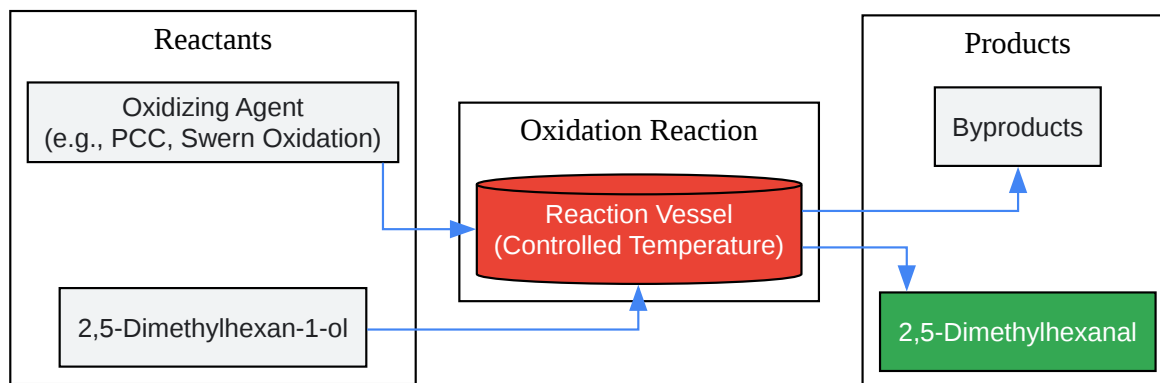 Reactants
Oxidizing Agent
(e.g., PCC, Swern Oxidation)
2,5-Dimethylhexan-1-ol
Oxidation Reaction
Reaction Vessel
(Controlled Temperature)
Products
Byproducts
2,5-Dimethylhexanal